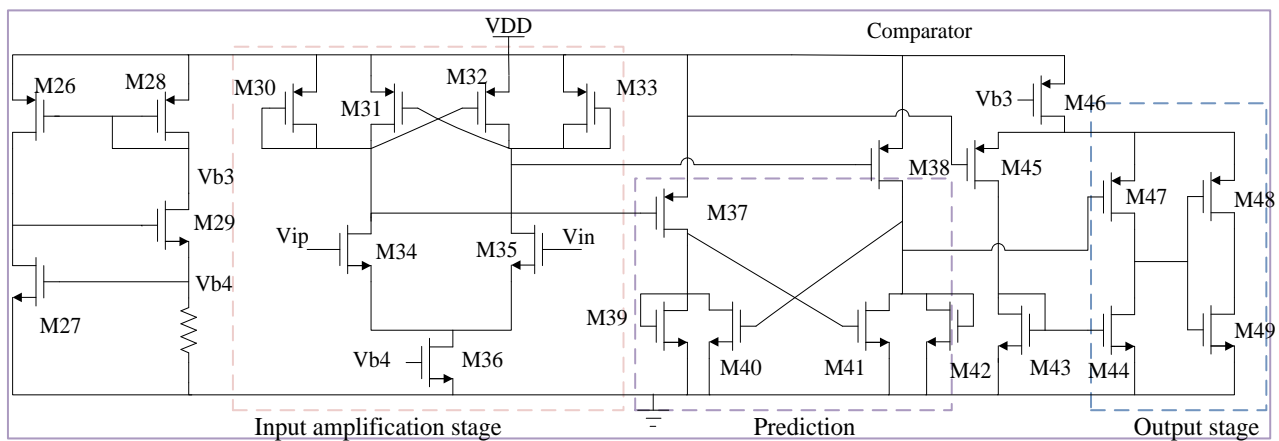 VDD
Comparator
M26
M28
M30
M31
M32
M33
Vb3
M46
Vb3
M29
M38
M45
M47
M48
M37
Vip
M34
M35
Vin
Vb4
M27
M39
M40
M41
M42
M43
M44
M49
Vb4
M36
Input amplification stage
Prediction
Output stage